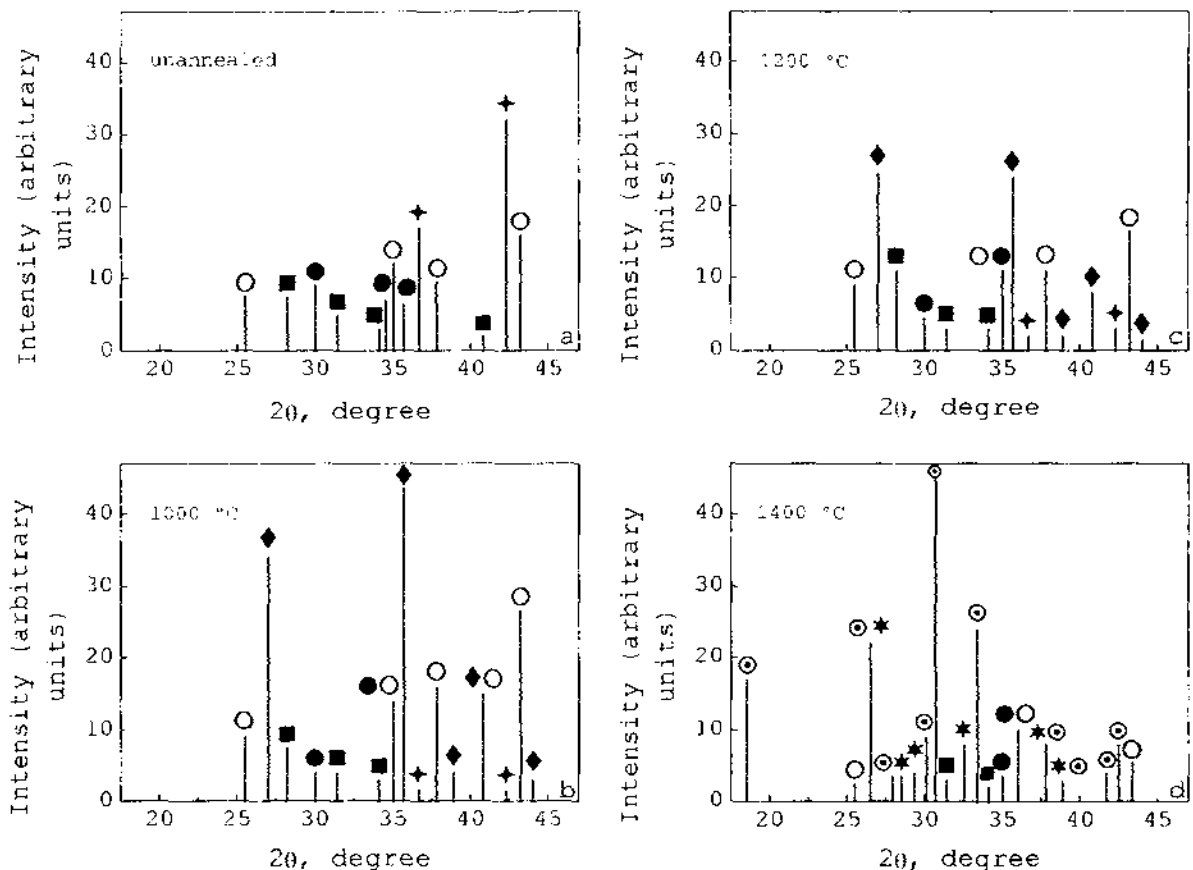 Intensity (arbitrary
units)
40
30
20
10
0
unannealed
a
20 25 30 35 40 45
2θ, degree
Intensity (arbitrary
units)
40
30
20
10
0
1200 °C
c
20 25 30 35 40 45
2θ, degree
Intensity (arbitrary
units)
40
30
20
10
0
1000 °C
b
20 25 30 35 40 45
2θ, degree
Intensity (arbitrary
units)
40
30
20
10
0
1400 °C
d
20 25 30 35 40 45
2θ, degree